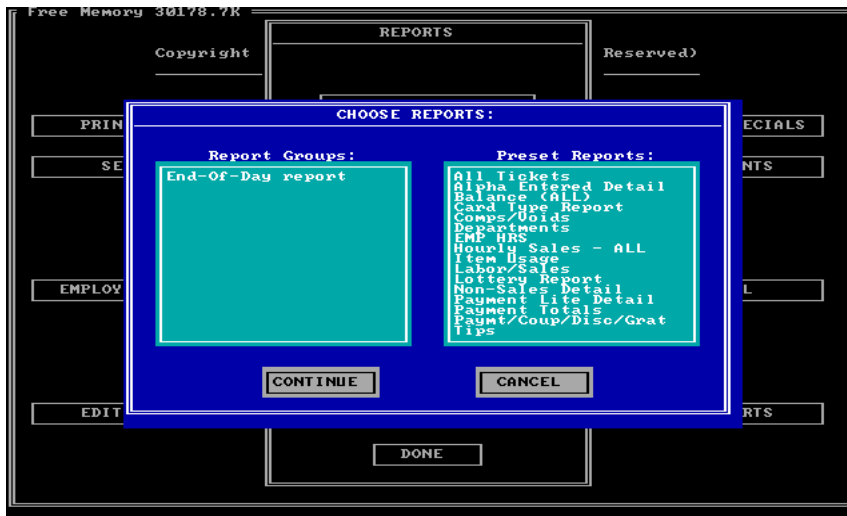 Free Memory 30178.7K
REPORTS
Copyright
Reserved)
CHOOSE REPORTS:
PRIN
ECIALS
Report Groups:
Preset Reports:
SE
NTS
End-Of-Day report
All Tickets
Alpha Entered Detail
Balance (ALL)
Card Type Report
Comps/Voids
Departments
EMP HRS
Hourly Sales - ALL
Item Usage
Labor/Sales
Lottery Report
Non-Sales Detail
Payment Lite Detail
Payment Totals
Paymt/Coup/Disc/Grat
Tips
EMPLOY
L
CONTINUE
CANCEL
EDIT
RTS
DONE